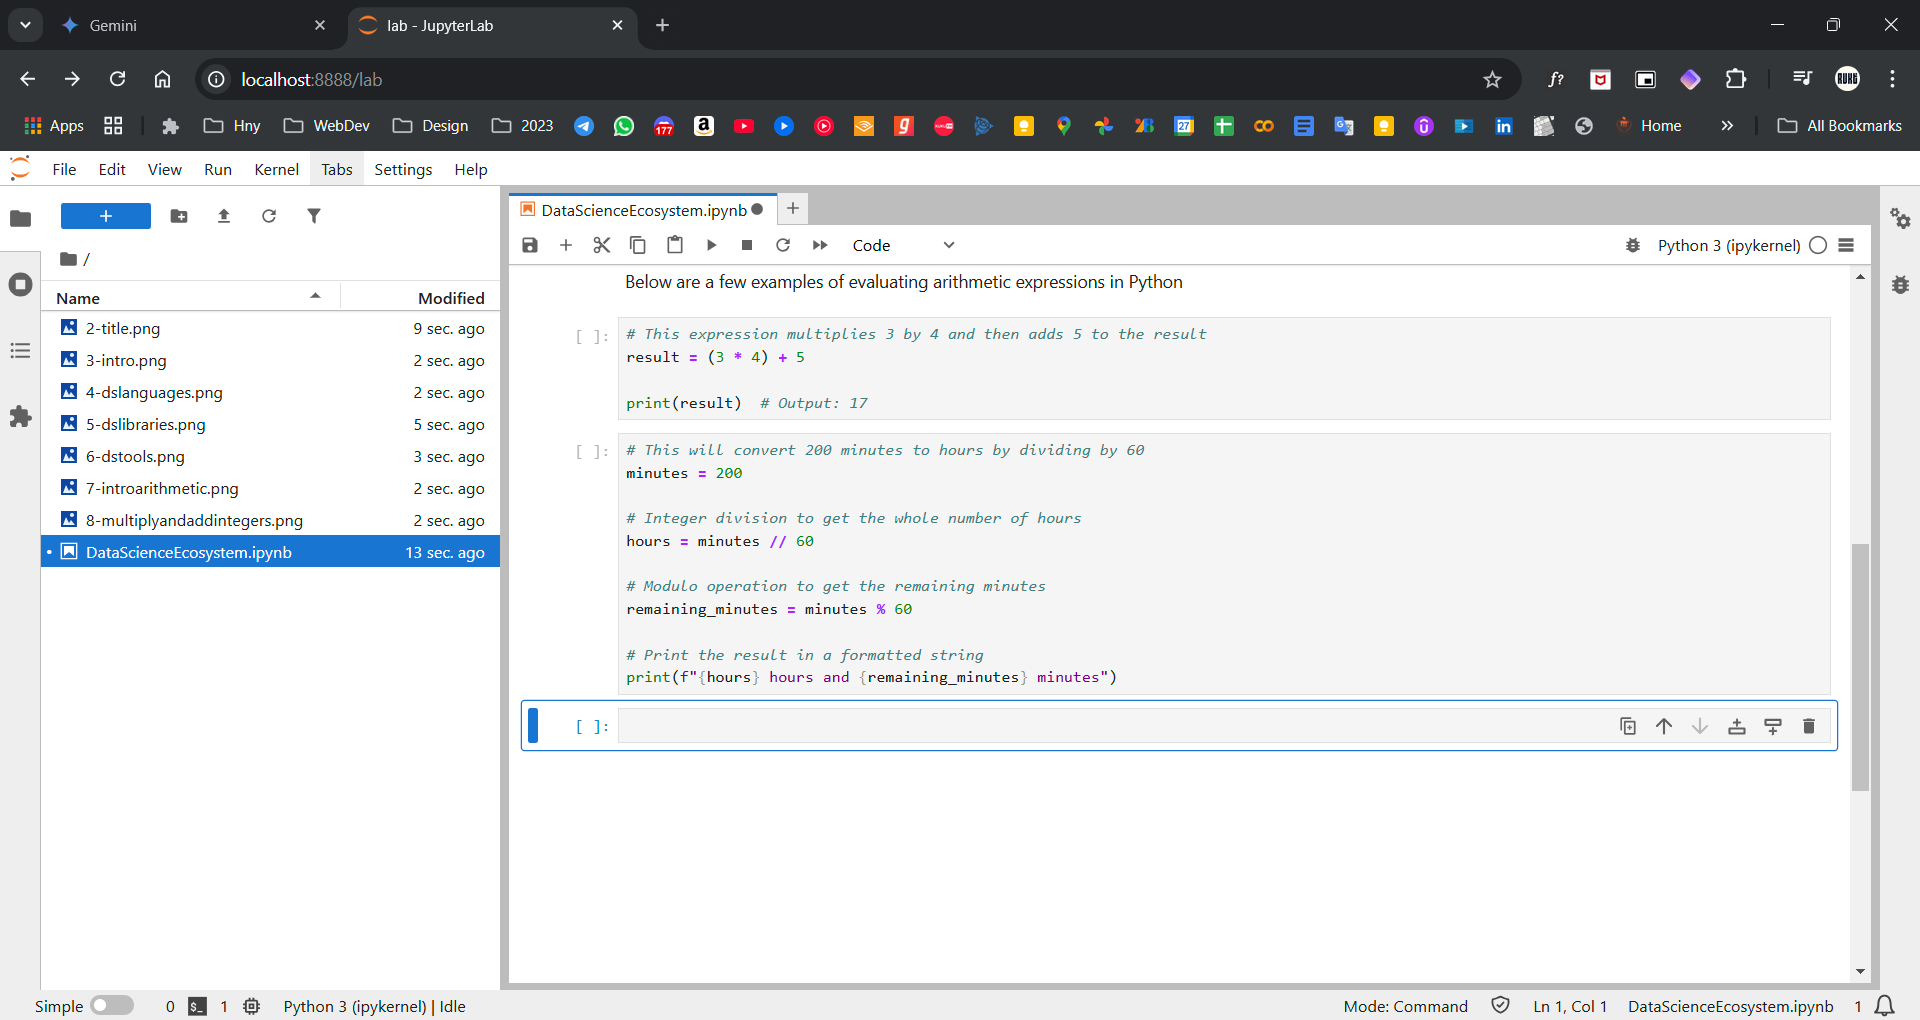 Gemini
lab - JupyterLab
localhost:8888/lab
f?
RUKE
Apps
Hny
WebDev
Design
2023
177
a
g
27
G
U
in
Home
»
All Bookmarks
File Edit View Run Kernel Tabs Settings Help
+
/
Name Modified
2-title.png 9 sec. ago
3-intro.png 2 sec. ago
4-dslanguages.png 2 sec. ago
5-dslibraries.png 5 sec. ago
6-dstools.png 3 sec. ago
7-introarithmetic.png 2 sec. ago
8-multiplyandaddintegers.png 2 sec. ago
• DataScienceEcosystem.ipynb 13 sec. ago
DataScienceEcosystem.ipynb
Code
Python 3 (ipykernel)
Below are a few examples of evaluating arithmetic expressions in Python
[ ]: # This expression multiplies 3 by 4 and then adds 5 to the result
result = (3 * 4) + 5
print(result)  # Output: 17
[ ]: # This will convert 200 minutes to hours by dividing by 60
minutes = 200
# Integer division to get the whole number of hours
hours = minutes // 60
# Modulo operation to get the remaining minutes
remaining_minutes = minutes % 60
# Print the result in a formatted string
print(f"{hours} hours and {remaining_minutes} minutes")
[ ]:
Simple 0 $_ 1 Python 3 (ipykernel) | Idle
Mode: Command Ln 1, Col 1 DataScienceEcosystem.ipynb 1